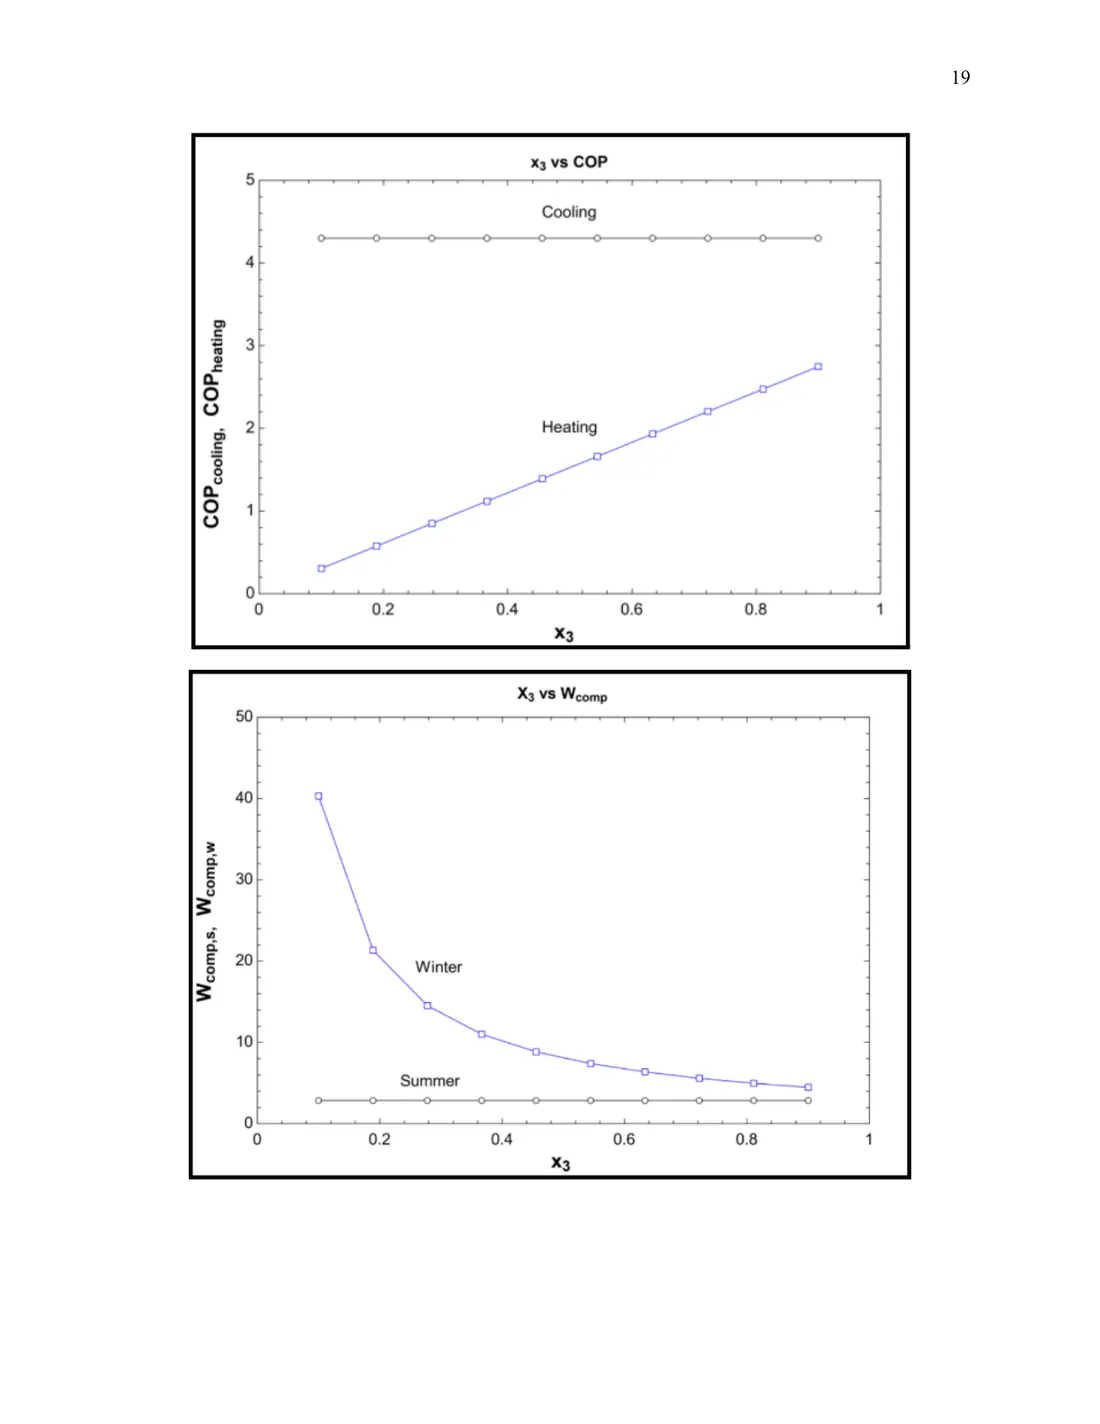 19
x3 vs COP
5
Cooling
4
3
COPcooling, COPheating
Heating
2
1
0
0 0.2 0.4 0.6 0.8 1
x3
X3 vs Wcomp
50
40
30
Wcomp,s, Wcomp,w
20
Winter
10
Summer
0
0 0.2 0.4 0.6 0.8 1
x3